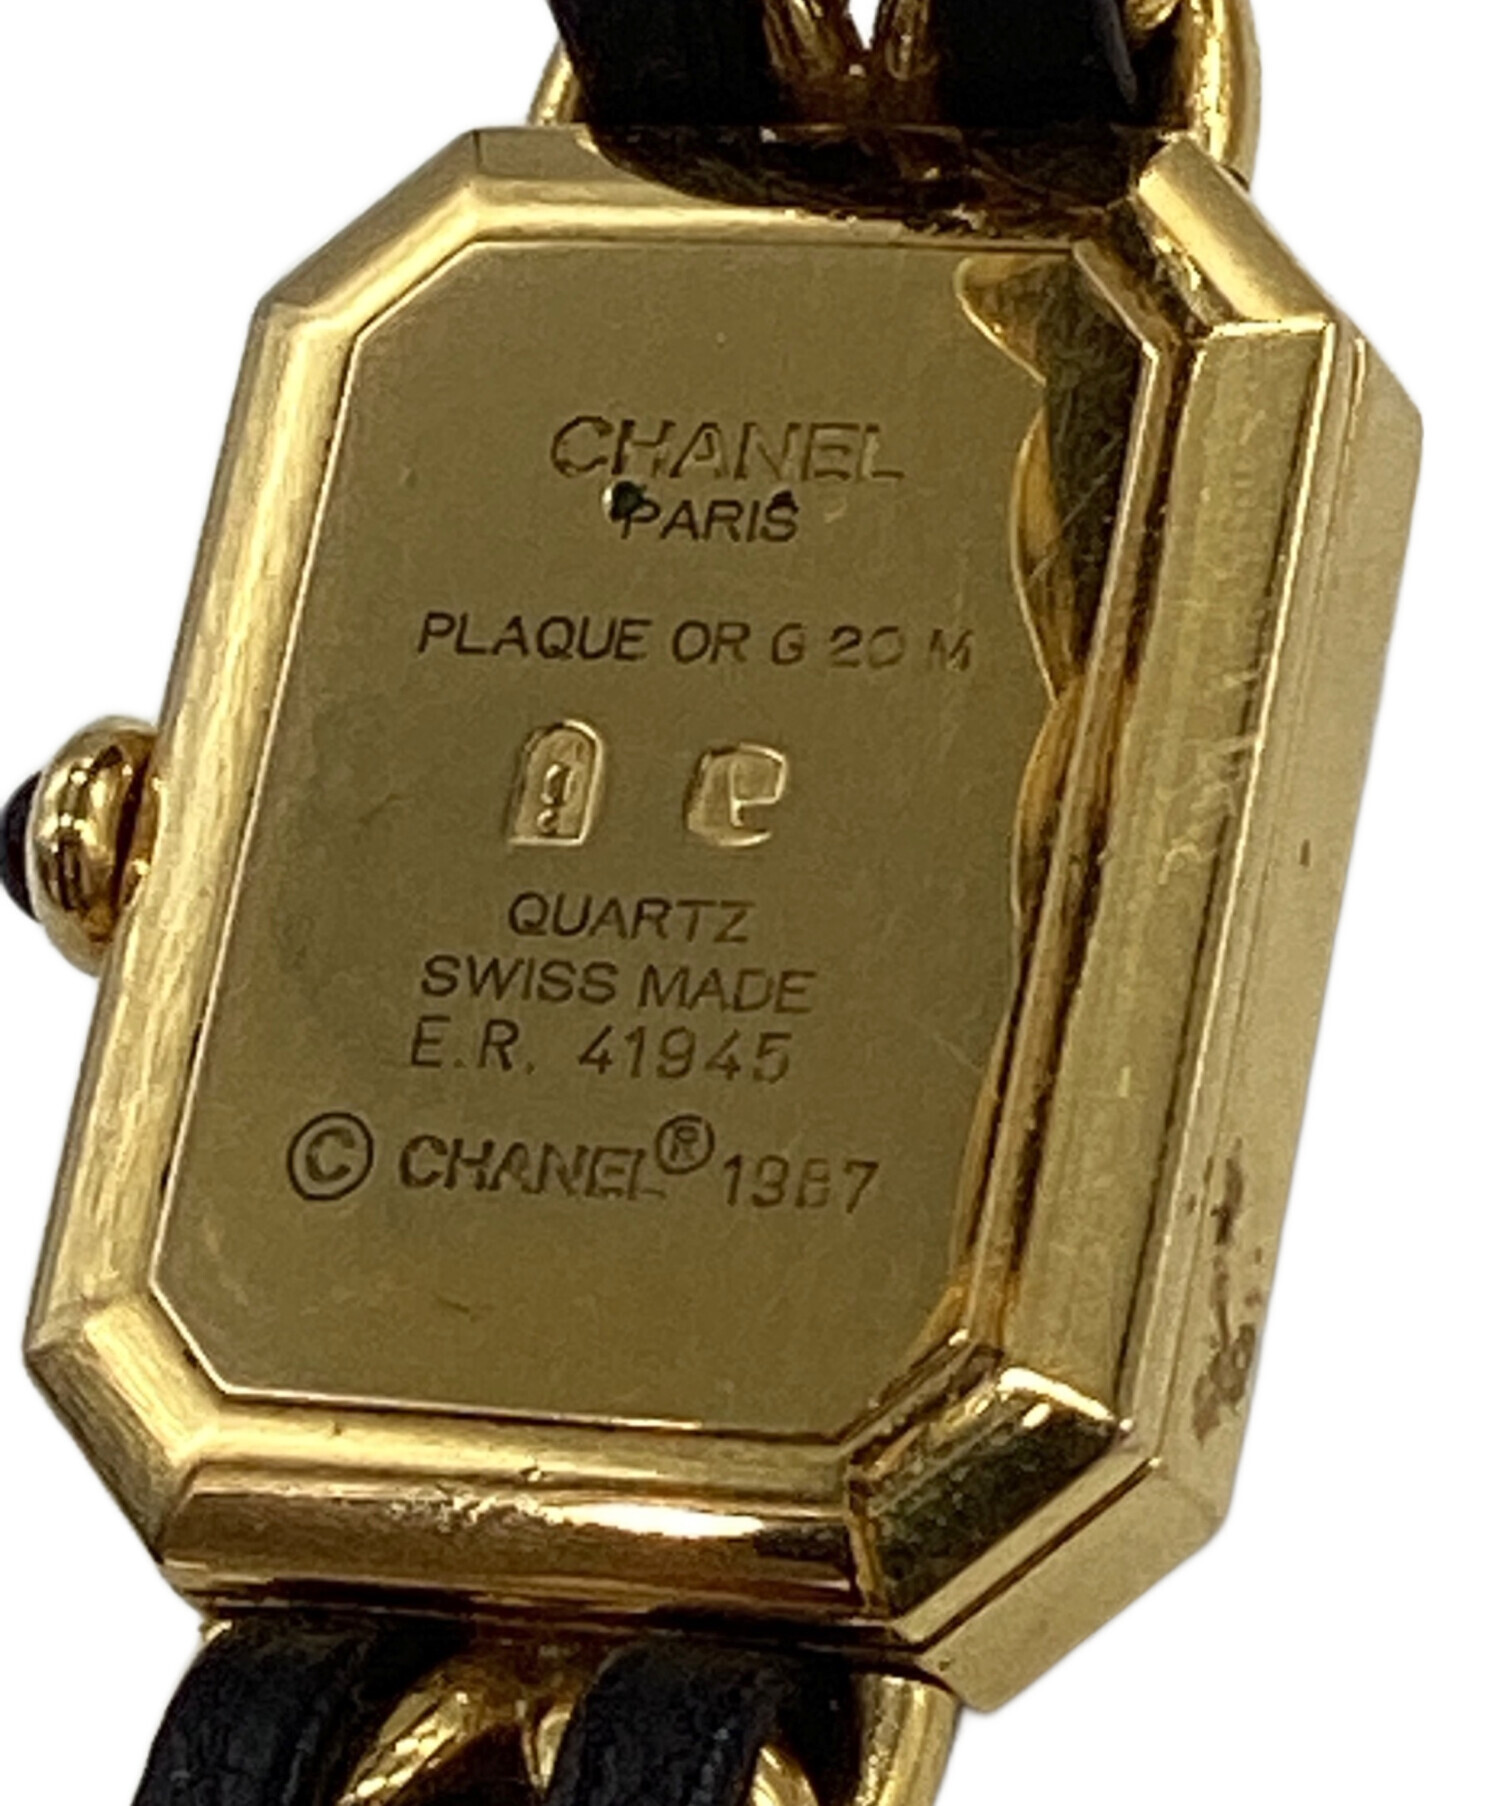 CHANEL
PARIS
PLAQUE OR G 20 M
QUARTZ
SWISS MADE
E.R. 41945
© CHANEL® 1987